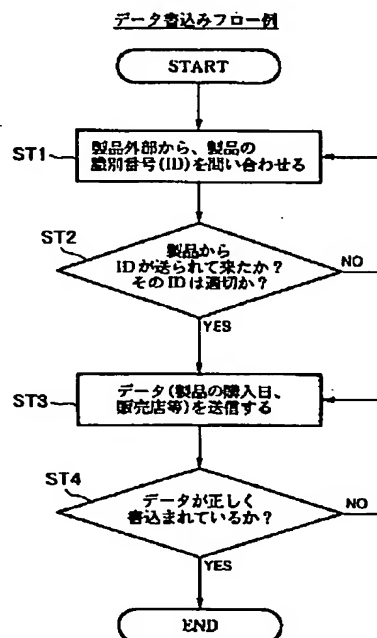 データ書込みフロー例
START
ST1
製品外部から、製品の
識別番号(ID)を問い合わせる
ST2
製品から
IDが送られて来たか?
そのIDは適切か?
NO
YES
ST3
データ(製品の購入日、
販売店等)を送信する
ST4
データが正しく
書込まれているか?
NO
YES
END